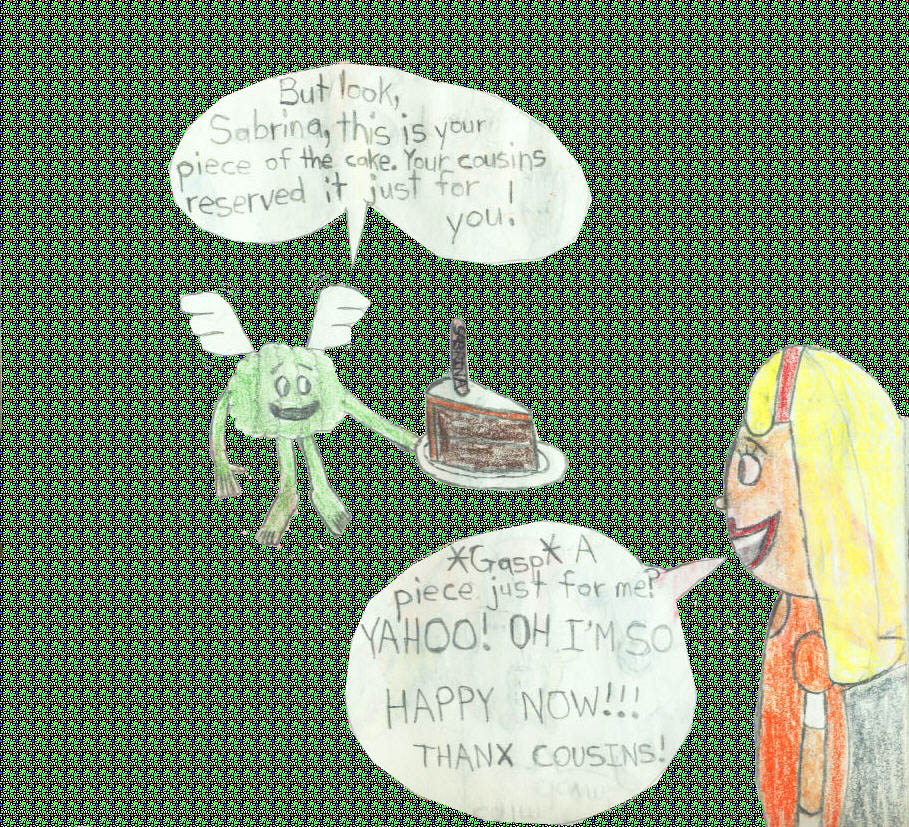 But look,
Sabrina, this is your
piece of the cake. Your cousins
reserved it just for
you!
SABRINA
*Gasp* A
piece just for me?
YAHOO! OH I'M SO
HAPPY NOW!!!
THANX COUSINS!